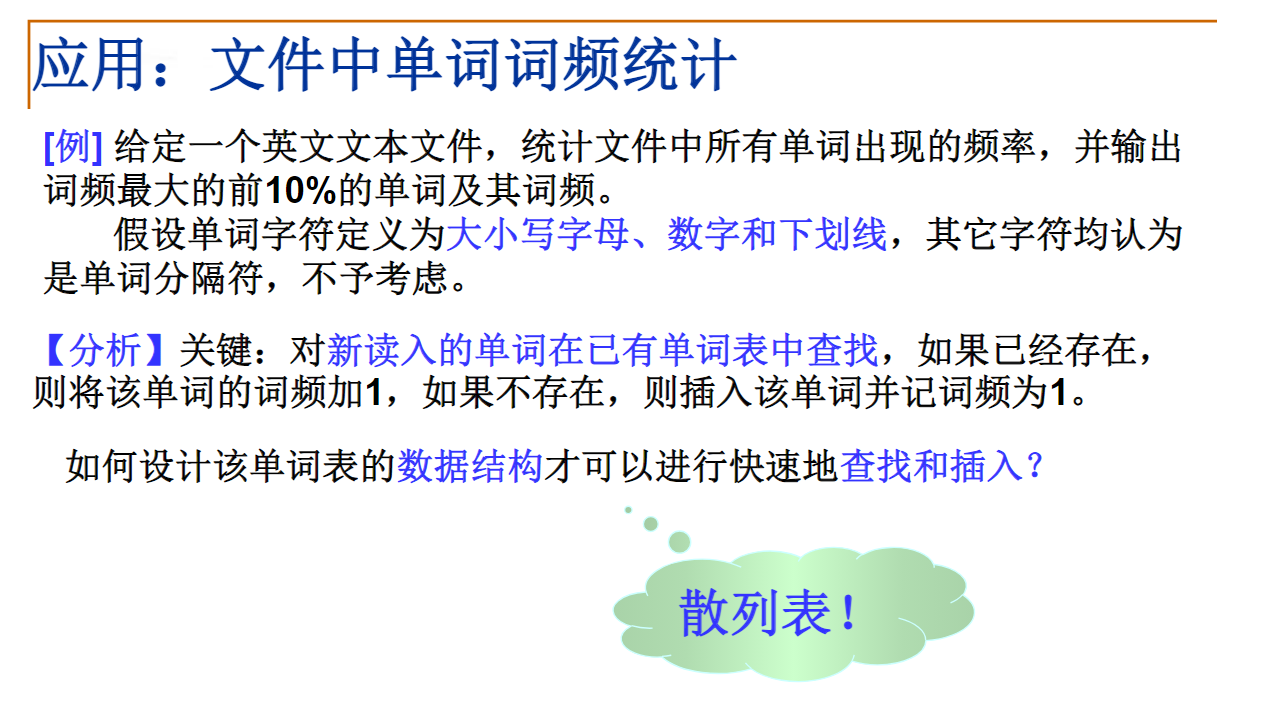 应用：文件中单词词频统计
[例] 给定一个英文文本文件，统计文件中所有单词出现的频率，并输出
词频最大的前10%的单词及其词频。
假设单词字符定义为大小写字母、数字和下划线，其它字符均认为
是单词分隔符，不予考虑。
【分析】关键：对新读入的单词在已有单词表中查找，如果已经存在，
则将该单词的词频加1，如果不存在，则插入该单词并记词频为1。
如何设计该单词表的数据结构才可以进行快速地查找和插入？
散列表！